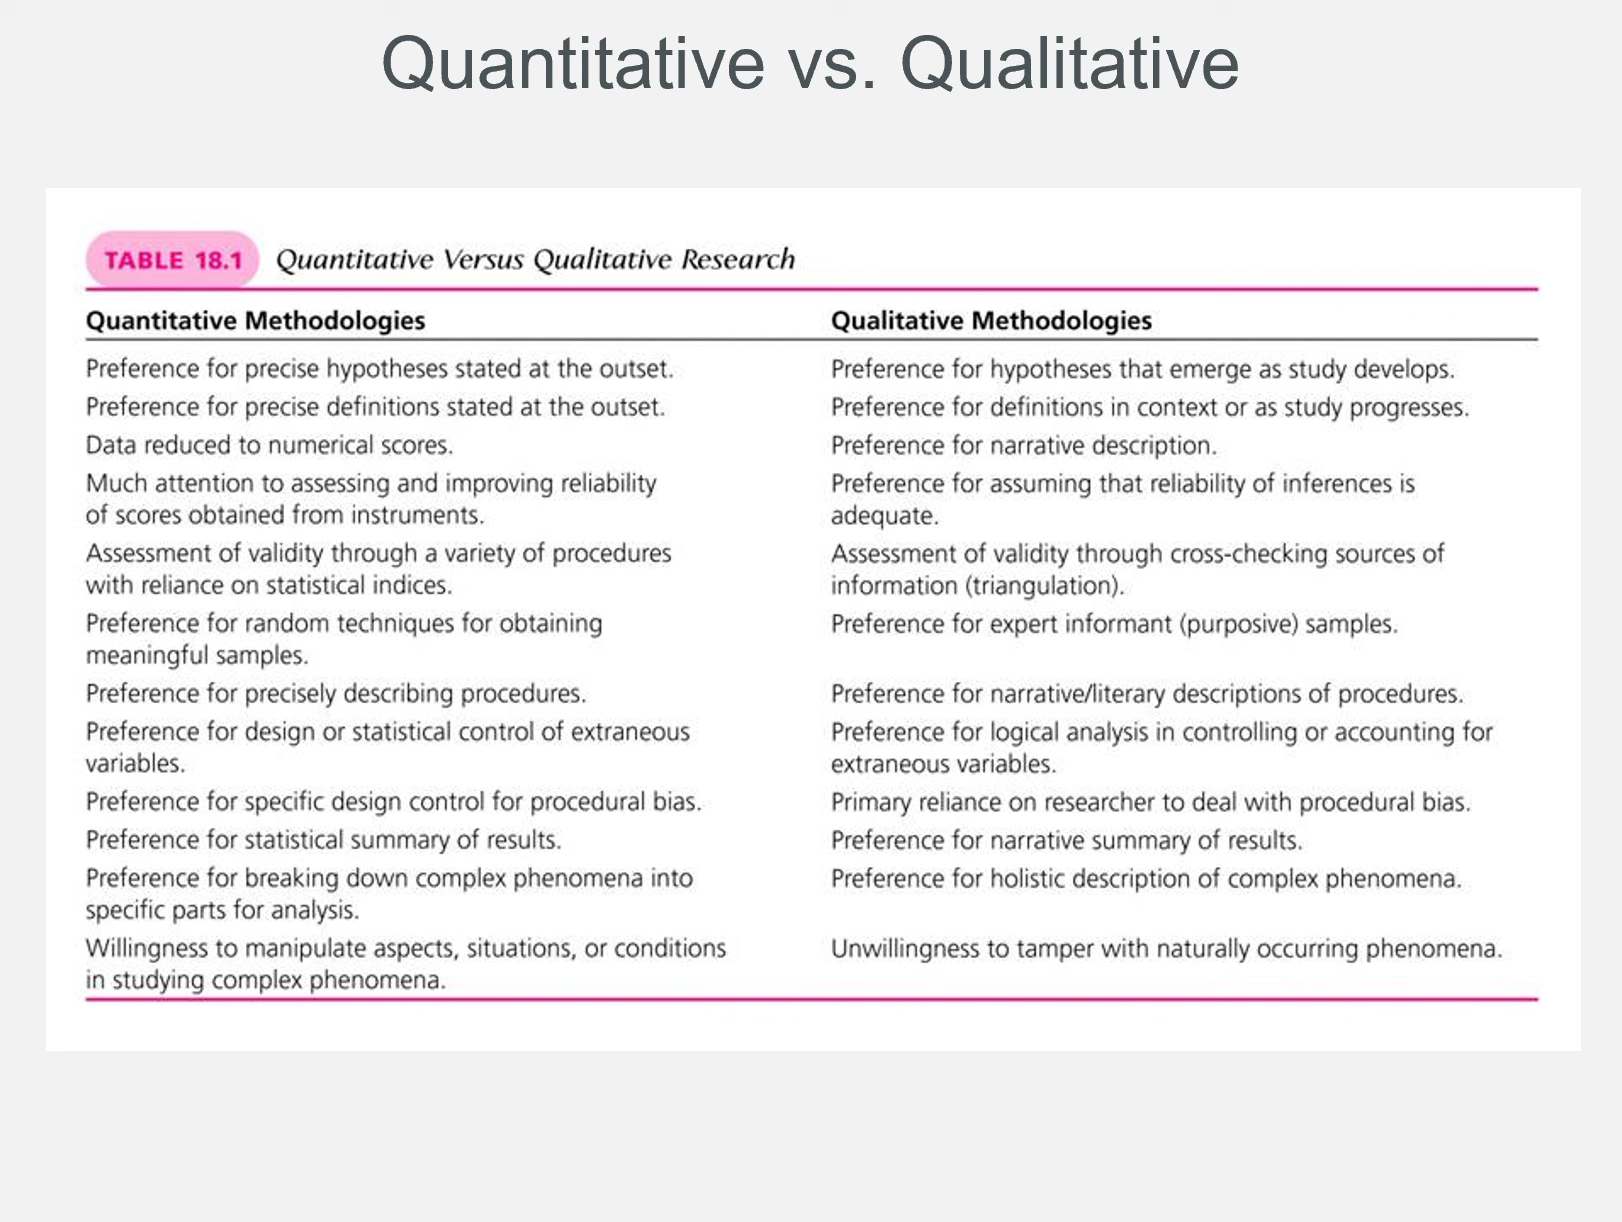 Quantitative vs. Qualitative
TABLE 18.1 Quantitative Versus Qualitative Research
Quantitative Methodologies Qualitative Methodologies
Preference for precise hypotheses stated at the outset. Preference for hypotheses that emerge as study develops.
Preference for precise definitions stated at the outset. Preference for definitions in context or as study progresses.
Data reduced to numerical scores. Preference for narrative description.
Much attention to assessing and improving reliability Preference for assuming that reliability of inferences is
of scores obtained from instruments. adequate.
Assessment of validity through a variety of procedures Assessment of validity through cross-checking sources of
with reliance on statistical indices. information (triangulation).
Preference for random techniques for obtaining Preference for expert informant (purposive) samples.
meaningful samples.
Preference for precisely describing procedures. Preference for narrative/literary descriptions of procedures.
Preference for design or statistical control of extraneous Preference for logical analysis in controlling or accounting for
variables. extraneous variables.
Preference for specific design control for procedural bias. Primary reliance on researcher to deal with procedural bias.
Preference for statistical summary of results. Preference for narrative summary of results.
Preference for breaking down complex phenomena into Preference for holistic description of complex phenomena.
specific parts for analysis.
Willingness to manipulate aspects, situations, or conditions Unwillingness to tamper with naturally occurring phenomena.
in studying complex phenomena.